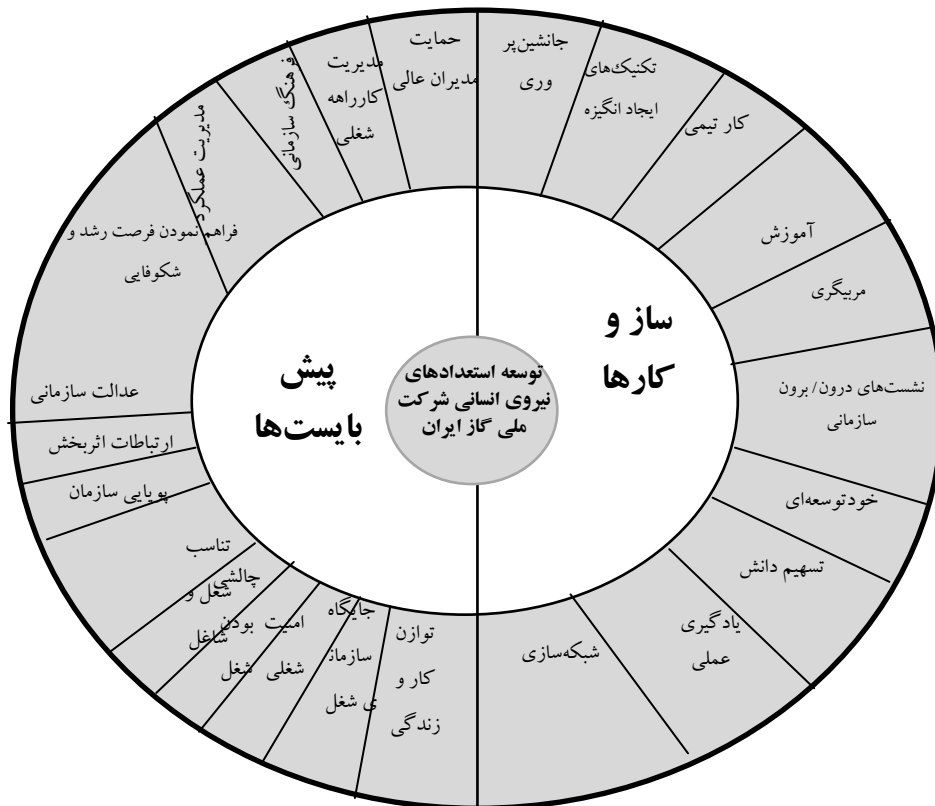 جانشین‌پر
وری
تکنیک‌های
ایجاد انگیزه
کار تیمی
آموزش
مربیگری
نشست‌های درون/ برون
سازمانی
خودتوسعه‌ای
تسهیم دانش
یادگیری
عملی
شبکه‌سازی
ساز و
کارها
توسعه استعدادهای
نیروی انسانی شرکت
ملی گاز ایران
پیش
بایست‌ها
حمایت
مدیران عالی
مدیریت
کارراهه
شغلی
فرهنگ سازمانی
مدیریت عملکرد
فراهم نمودن فرصت رشد و
شکوفایی
عدالت سازمانی
ارتباطات اثربخش
پویایی سازمان
تناسب
شغل و
شاغل
چالشی
بودن
شغل
امنیت
شغلی
جایگاه
سازمان
ی شغل
توازن
کار و
زندگی